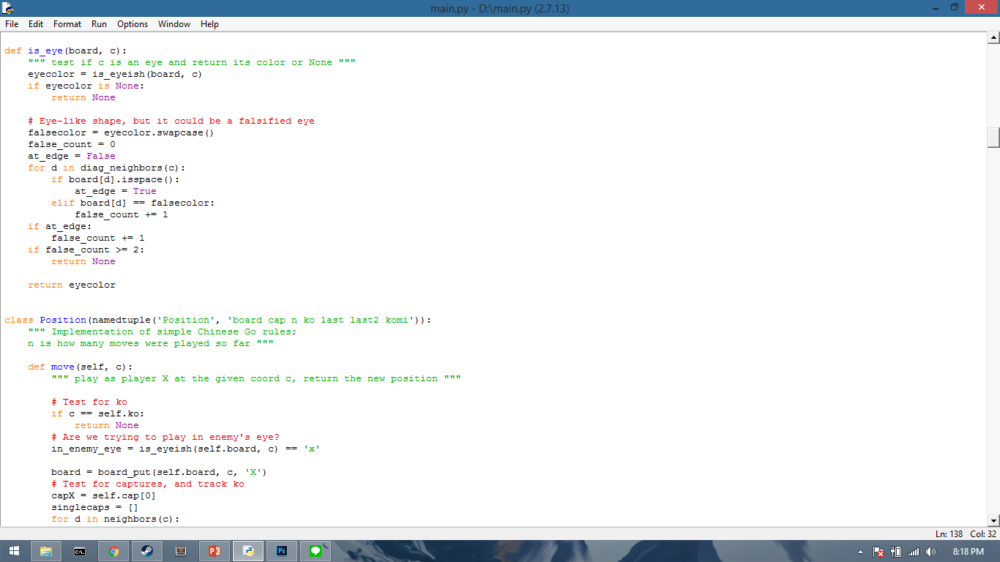 main.py - D:\main.py (2.7.13)
File Edit Format Run Options Window Help
def is_eye(board, c):
    """ test if c is an eye and return its color or None """
    eyecolor = is_eyeish(board, c)
    if eyecolor is None:
        return None
    # Eye-like shape, but it could be a falsified eye
    falsecolor = eyecolor.swapcase()
    false_count = 0
    at_edge = False
    for d in diag_neighbors(c):
        if board[d].isspace():
            at_edge = True
        elif board[d] == falsecolor:
            false_count += 1
    if at_edge:
        false_count += 1
    if false_count >= 2:
        return None
    return eyecolor
class Position(namedtuple('Position', 'board cap n ko last last2 komi')):
    """ Implementation of simple Chinese Go rules;
    n is how many moves were played so far """
    def move(self, c):
        """ play as player X at the given coord c, return the new position """
        # Test for ko
        if c == self.ko:
            return None
        # Are we trying to play in enemy's eye?
        in_enemy_eye = is_eyeish(self.board, c) == 'x'
        board = board_put(self.board, c, 'X')
        # Test for captures, and track ko
        capX = self.cap[0]
        singlecaps = []
        for d in neighbors(c):
Ln: 138 Col: 32
C:\
P3
Ps
8:18 PM